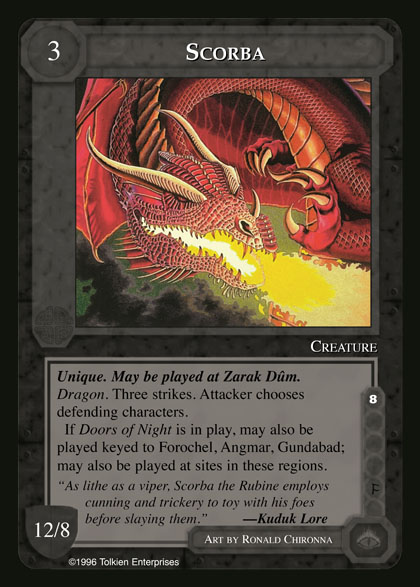 3
SCORBA
CREATURE
Unique. May be played at Zarak Dûm.
Dragon. Three strikes. Attacker chooses
defending characters.
If Doors of Night is in play, may also be
played keyed to Forochel, Angmar, Gundabad;
may also be played at sites in these regions.
“As lithe as a viper, Scorba the Rubine employs
cunning and trickery to toy with his foes
before slaying them.” —Kuduk Lore
8
12/8
ART BY RONALD CHIRONNA
©1996 Tolkien Enterprises